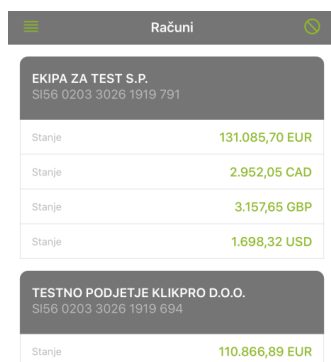 Računi
EKIPA ZA TEST S.P.
SI56 0203 3026 1919 791
Stanje 131.085,70 EUR
Stanje 2.952,05 CAD
Stanje 3.157,65 GBP
Stanje 1.698,32 USD
TESTNO PODJETJE KLIKPRO D.O.O.
SI56 0203 3026 1919 694
Stanje 110.866,89 EUR